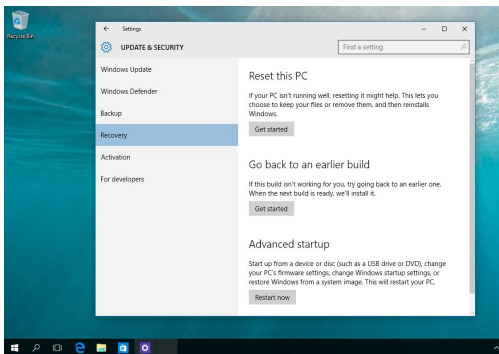 Recycle Bin
Settings
UPDATE & SECURITY
Find a setting
Windows Update
Windows Defender
Backup
Recovery
Activation
For developers
Reset this PC
If your PC isn't running well, resetting it might help. This lets you
choose to keep your files or remove them, and then reinstalls
Windows.
Get started
Go back to an earlier build
If this build isn't working for you, try going back to an earlier one.
When the next build is ready, we'll install it.
Get started
Advanced startup
Start up from a device or disc (such as a USB drive or DVD), change
your PC's firmware settings, change Windows startup settings, or
restore Windows from a system image. This will restart your PC.
Restart now